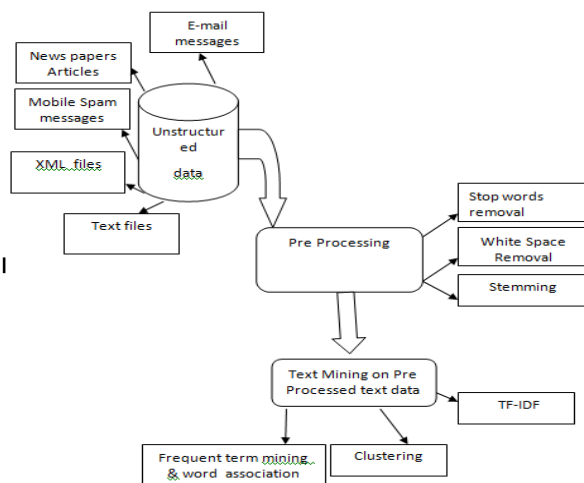 E-mail
messages
News papers
Articles
Mobile Spam
messages
Unstructur
ed
data
XML files
Text files
Pre Processing
Stop words
removal
White Space
Removal
Stemming
l
Text Mining on Pre
Processed text data
TF-IDF
Frequent term mining
& word association
Clustering